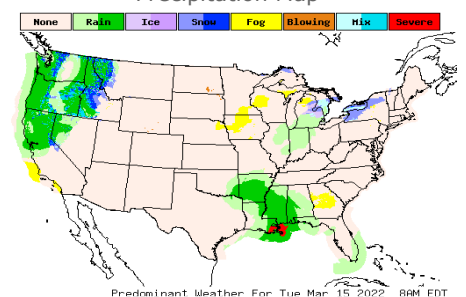 Precipitation Map
None Rain Ice Snow Fog Blowing Mix Severe
Predominant Weather For Tue Mar 15 2022 8AM EDT